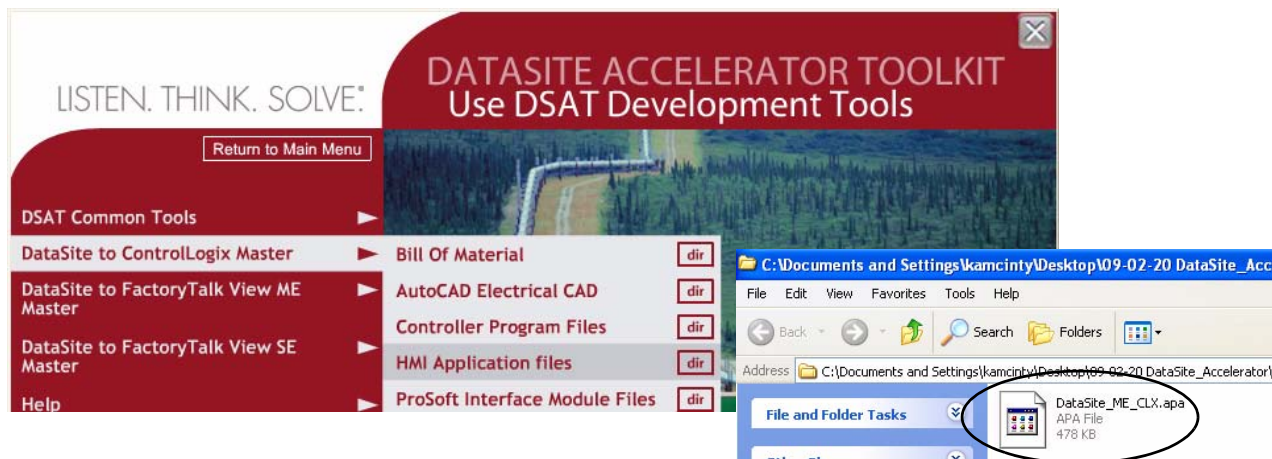 LISTEN. THINK. SOLVE.®
DATASITE ACCELERATOR TOOLKIT
Use DSAT Development Tools
Return to Main Menu
DSAT Common Tools
DataSite to ControlLogix Master
DataSite to FactoryTalk View ME
Master
DataSite to FactoryTalk View SE
Master
Help
Bill Of Material dir
AutoCAD Electrical CAD dir
Controller Program Files dir
HMI Application files dir
ProSoft Interface Module Files dir
C:\Documents and Settings\kamcinty\Desktop\09-02-20 DataSite_Acc
File Edit View Favorites Tools Help
Back Search Folders
Address C:\Documents and Settings\kamcinty\Desktop\09-02-20 DataSite_Accelerator\
File and Folder Tasks
DataSite_ME_CLX.apa
APA File
478 KB